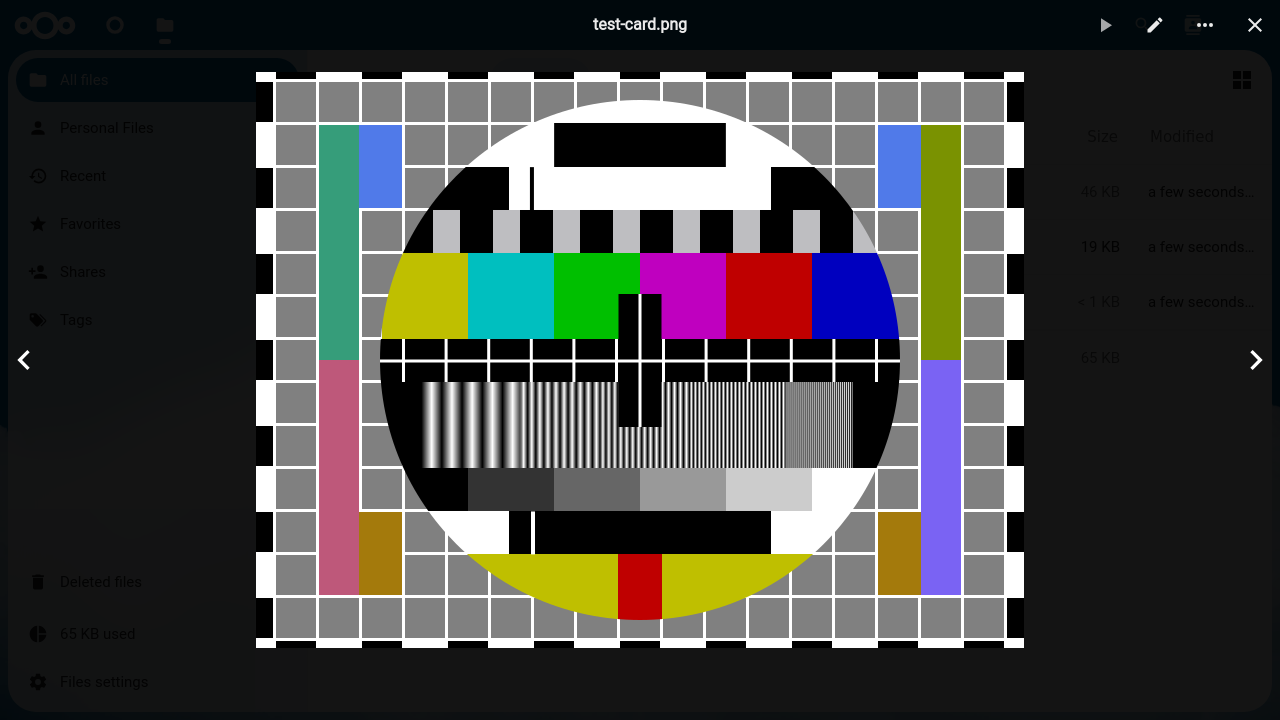 test-card.png
All files
Personal Files
Recent
Favorites
Shares
Tags
Deleted files
65 KB used
Files settings
Size Modified
46 KB a few seconds…
19 KB a few seconds…
< 1 KB a few seconds…
65 KB